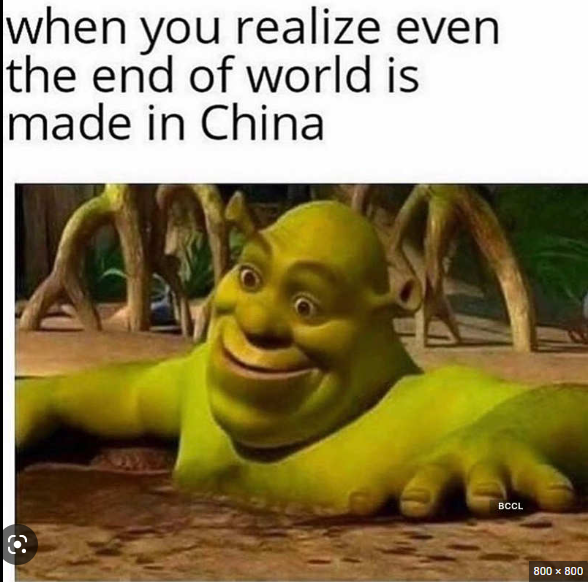 when you realize even
the end of world is
made in China
BCCL
800 × 800